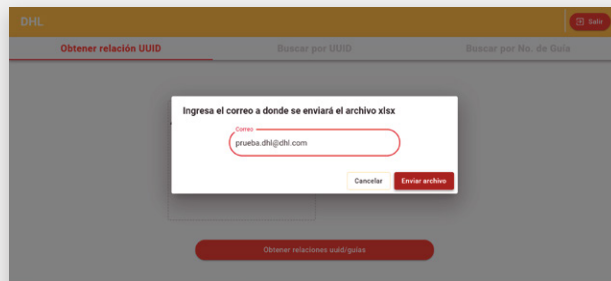 DHL
Salir
Obtener relación UUID
Buscar por UUID
Buscar por No. de Guía
Ingresa el correo a donde se enviará el archivo xlsx
Correo
prueba.dhl@dhl.com
Cancelar
Enviar archivo
Obtener relaciones uuid/guías